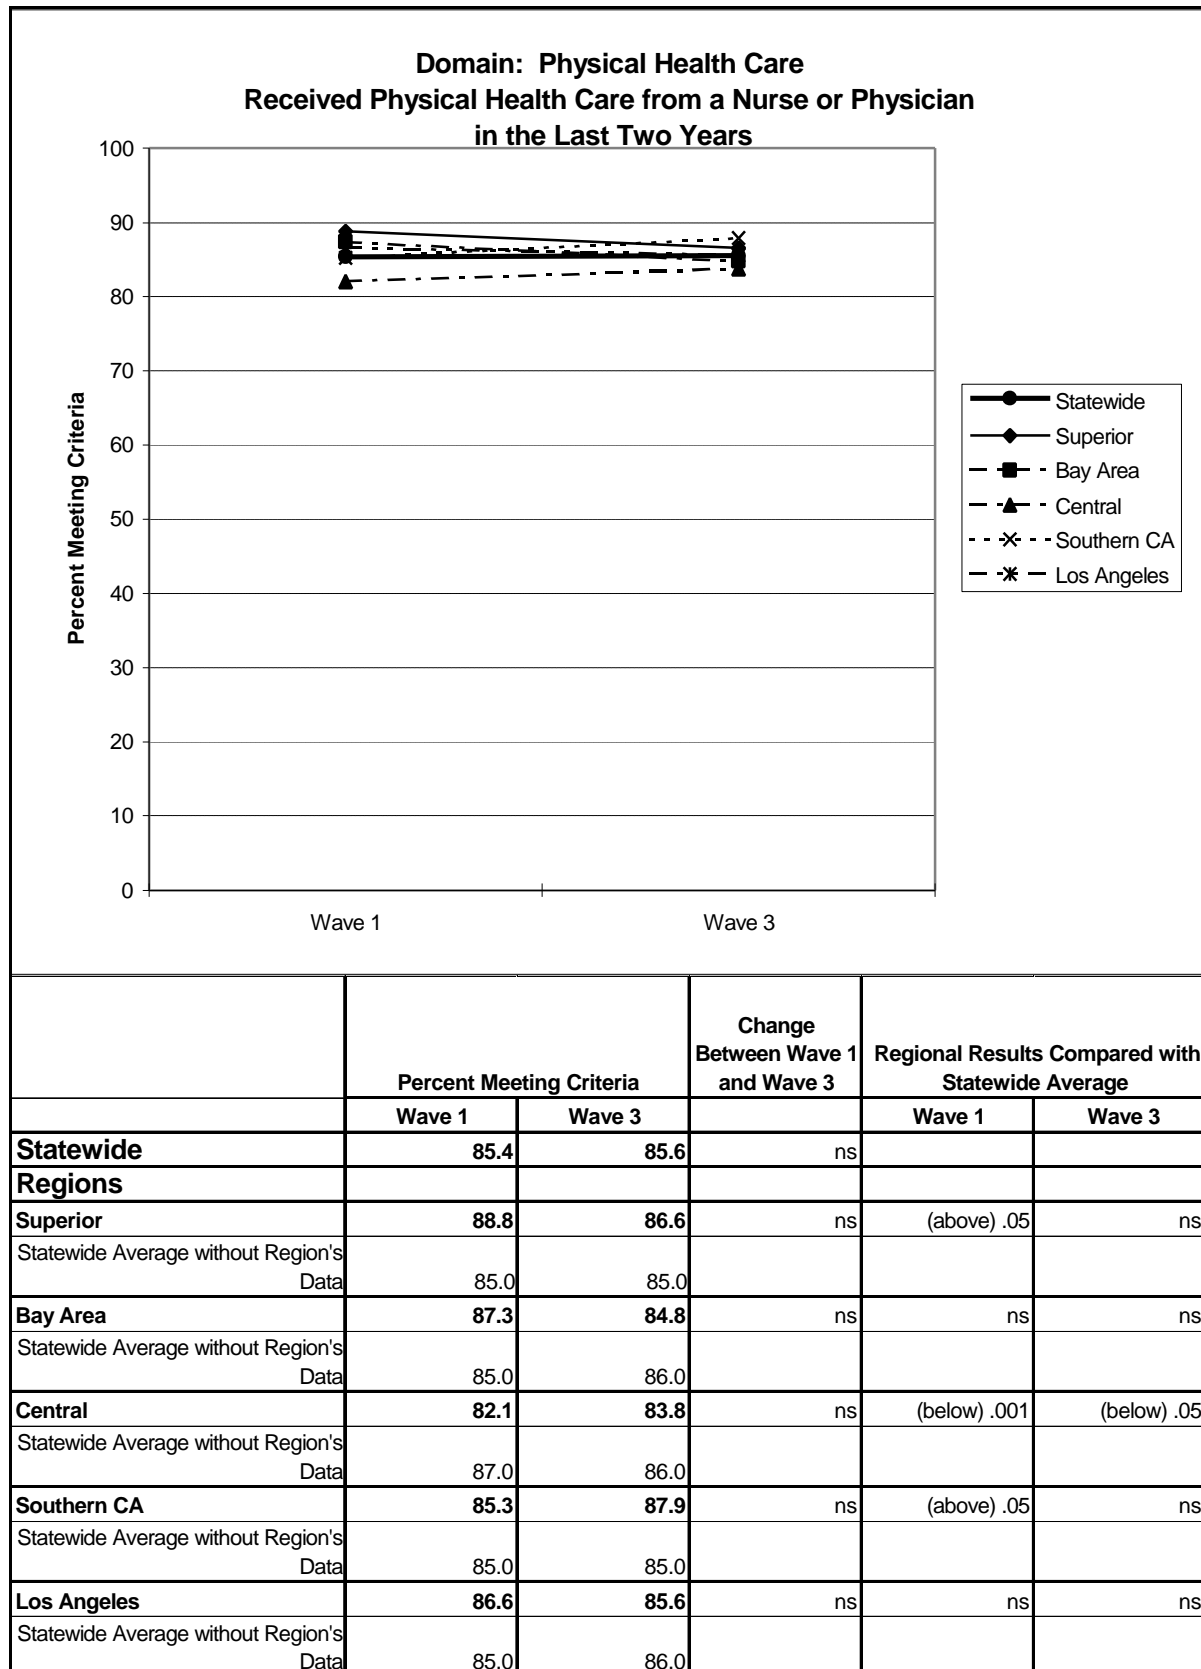 Domain: Physical Health Care
Received Physical Health Care from a Nurse or Physician
in the Last Two Years
100
90
80
70
60
50
40
30
20
10
0
Percent Meeting Criteria
Wave 1 Wave 3
Statewide
Superior
Bay Area
Central
Southern CA
Los Angeles
Percent Meeting Criteria
Change
Between Wave 1
and Wave 3
Regional Results Compared with
Statewide Average
Wave 1 Wave 3 Wave 1 Wave 3
Statewide 85.4 85.6 ns
Regions
Superior 88.8 86.6 ns (above) .05 ns
Statewide Average without Region's
Data 85.0 85.0
Bay Area 87.3 84.8 ns ns ns
Statewide Average without Region's
Data 85.0 86.0
Central 82.1 83.8 ns (below) .001 (below) .05
Statewide Average without Region's
Data 87.0 86.0
Southern CA 85.3 87.9 ns (above) .05 ns
Statewide Average without Region's
Data 85.0 85.0
Los Angeles 86.6 85.6 ns ns ns
Statewide Average without Region's
Data 85.0 86.0